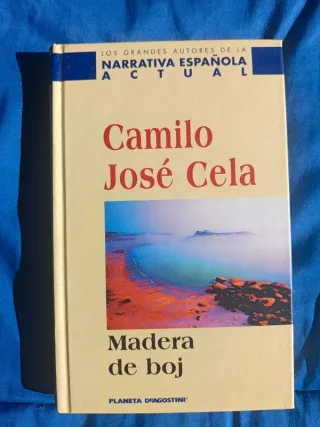 LOS GRANDES AUTORES DE LA
NARRATIVA ESPAÑOLA
ACTUAL
Camilo
José Cela
Madera
de boj
PLANETA DEAGOSTINI